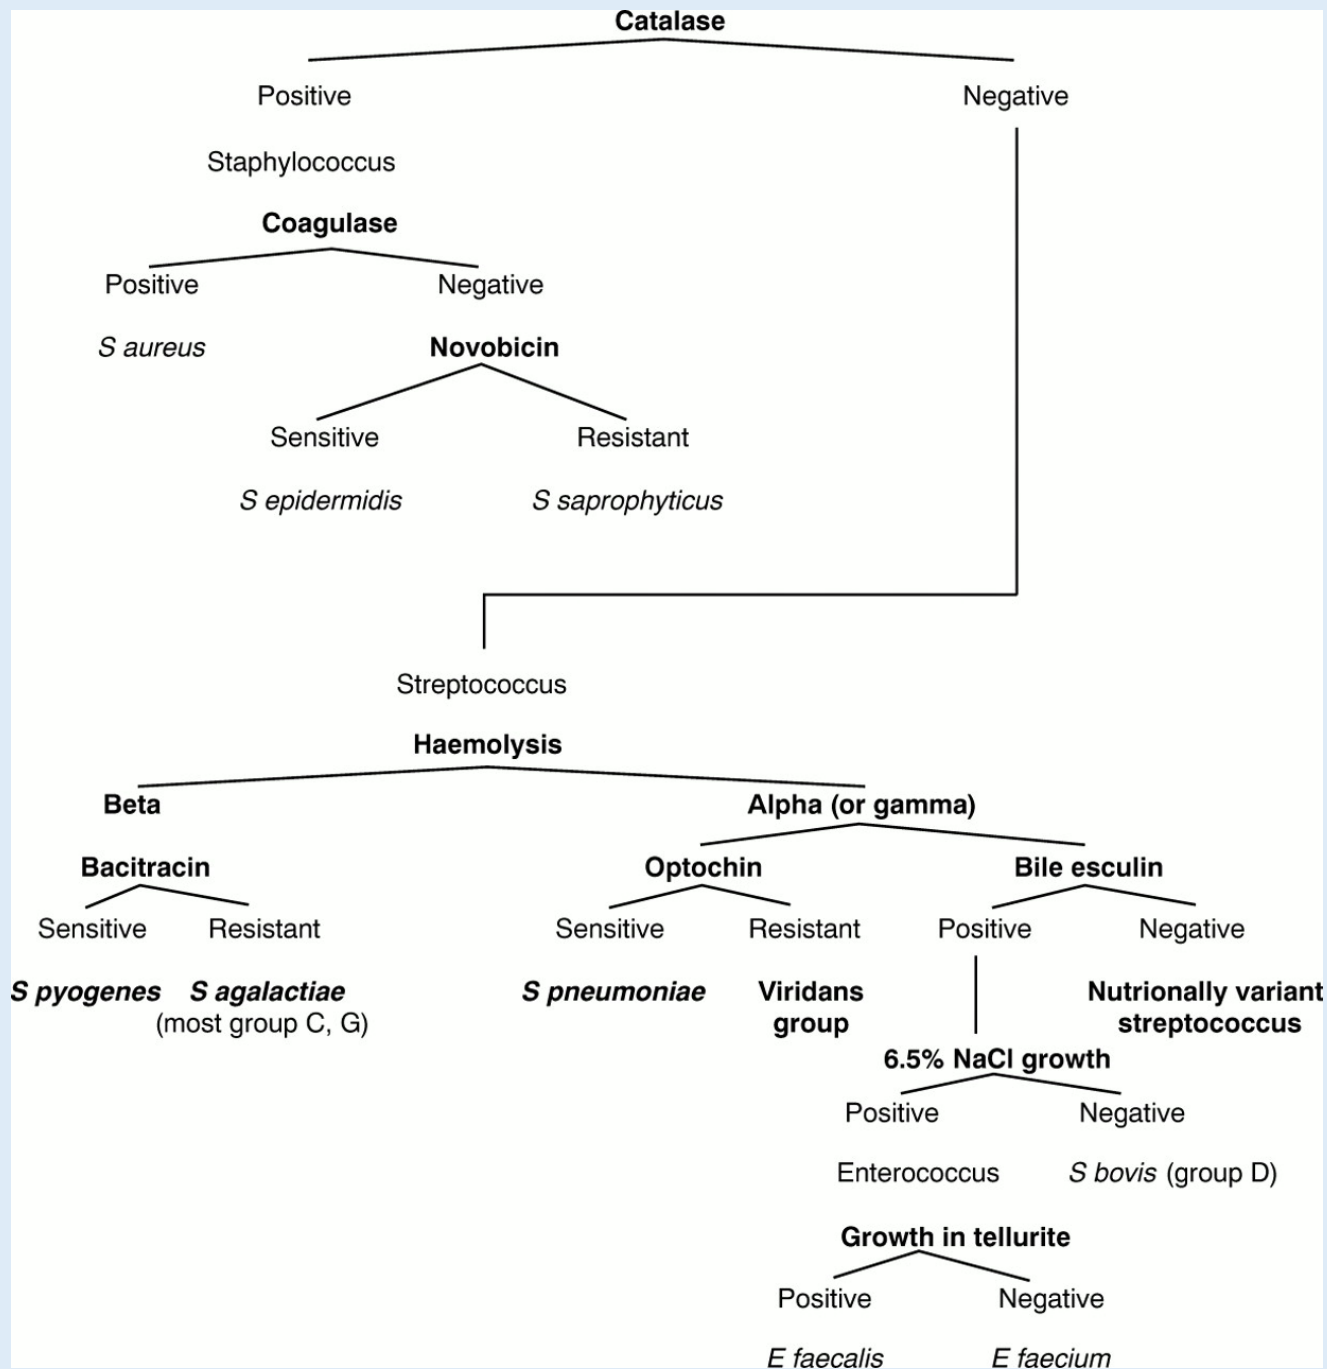 Catalase
Positive Negative
Staphylococcus
Coagulase
Positive Negative
S aureus Novobicin
Sensitive Resistant
S epidermidis S saprophyticus
Streptococcus
Haemolysis
Beta Alpha (or gamma)
Bacitracin Optochin Bile esculin
Sensitive Resistant Sensitive Resistant Positive Negative
S pyogenes S agalactiae S pneumoniae Viridans Nutrionally variant
(most group C, G) group streptococcus
6.5% NaCl growth
Positive Negative
Enterococcus S bovis (group D)
Growth in tellurite
Positive Negative
E faecalis E faecium